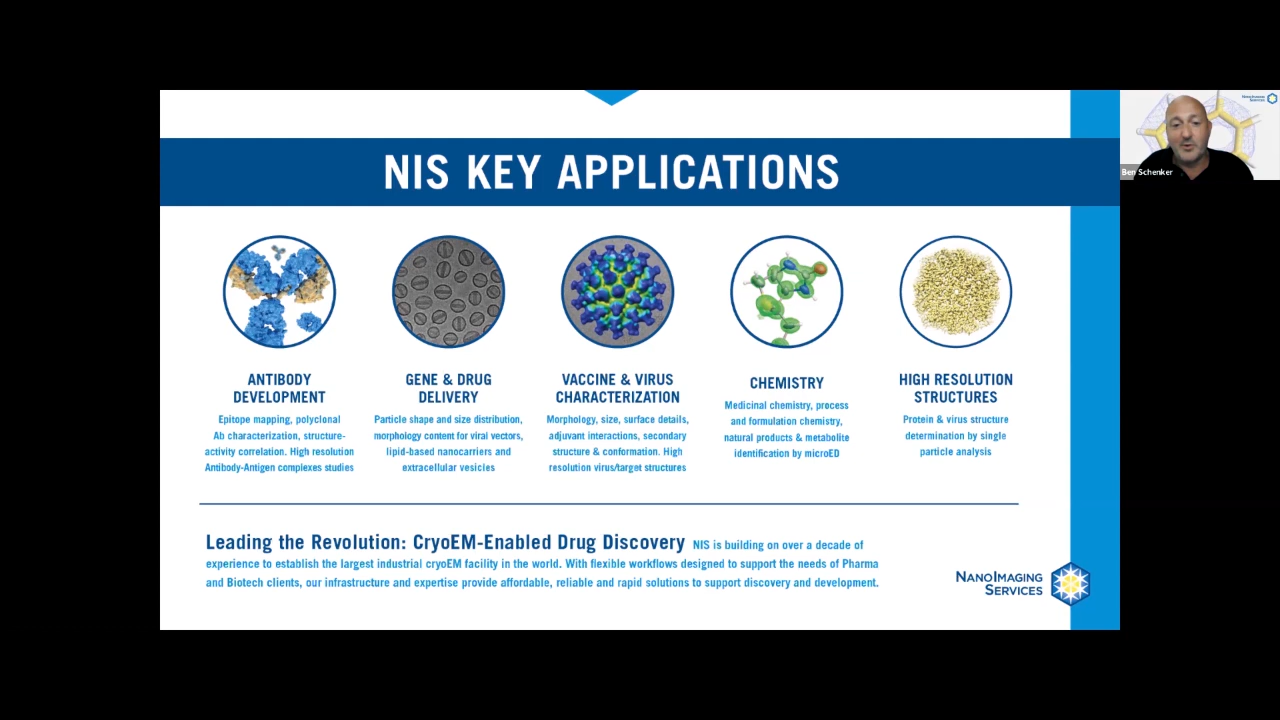 NIS KEY APPLICATIONS
NanoImaging
Services
Ben Schenker
ANTIBODY
DEVELOPMENT
Epitope mapping, polyclonal
Ab characterization, structure-
activity correlation. High resolution
Antibody-Antigen complexes studies
GENE & DRUG
DELIVERY
Particle shape and size distribution,
morphology content for viral vectors,
lipid-based nanocarriers and
extracellular vesicles
VACCINE & VIRUS
CHARACTERIZATION
Morphology, size, surface details,
adjuvant interactions, secondary
structure & conformation. High
resolution virus/target structures
CHEMISTRY
Medicinal chemistry, process
and formulation chemistry,
natural products & metabolite
identification by microED
HIGH RESOLUTION
STRUCTURES
Protein & virus structure
determination by single
particle analysis
Leading the Revolution: CryoEM-Enabled Drug Discovery NIS is building on over a decade of
experience to establish the largest industrial cryoEM facility in the world. With flexible workflows designed to support the needs of Pharma
and Biotech clients, our infrastructure and expertise provide affordable, reliable and rapid solutions to support discovery and development.
NANOIMAGING
SERVICES